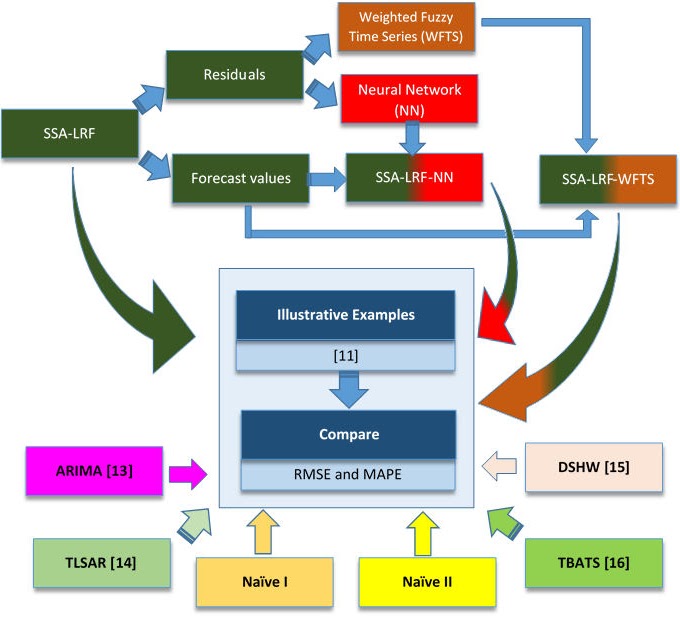 Weighted Fuzzy
Time Series (WFTS)
Residuals
Neural Network
(NN)
SSA-LRF
Forecast values
SSA-LRF-NN
SSA-LRF-WFTS
Illustrative Examples
[11]
Compare
RMSE and MAPE
ARIMA [13]
DSHW [15]
TLSAR [14]
Naïve I
Naïve II
TBATS [16]